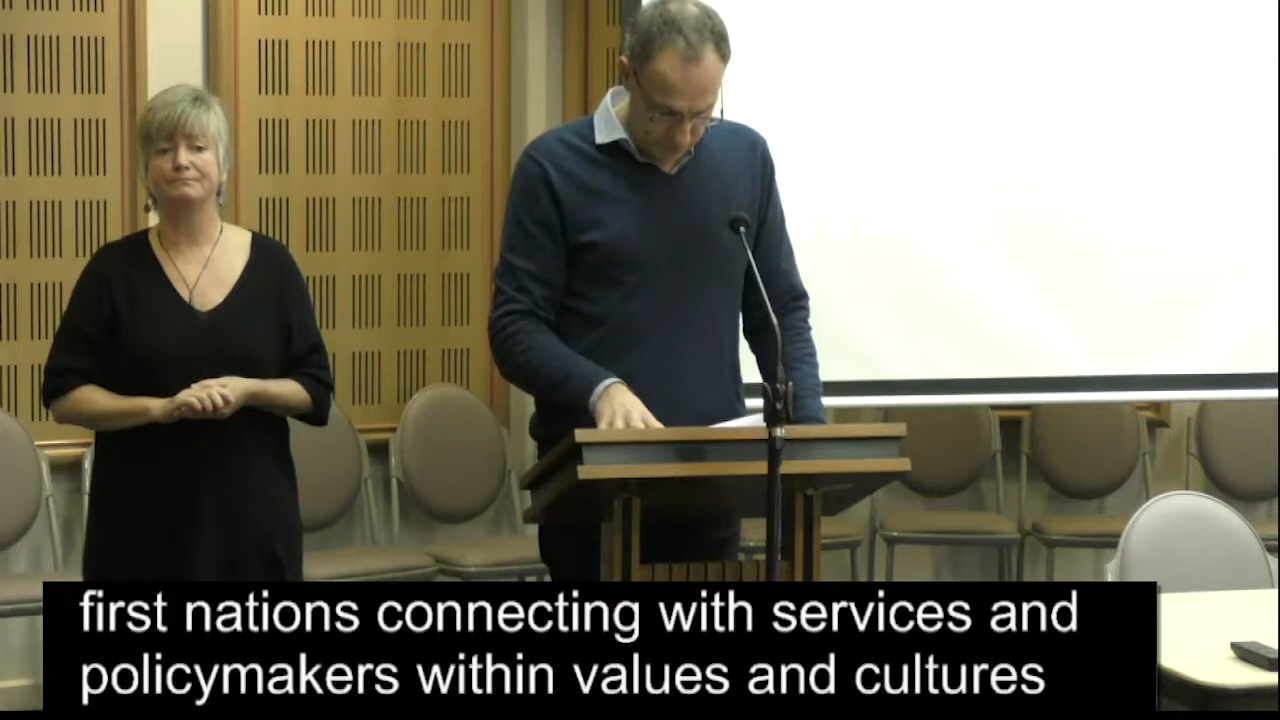 first nations connecting with services and
policymakers within values and cultures